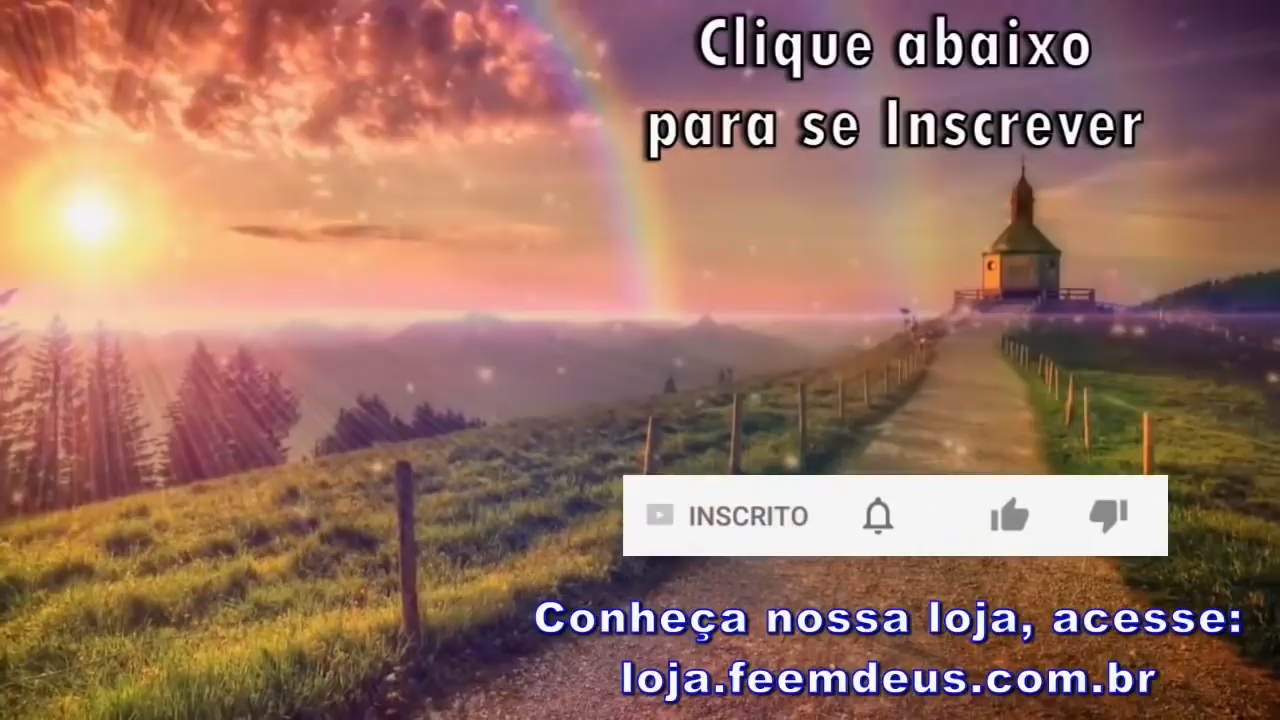 Clique abaixo
para se Inscrever
INSCRITO
Conheça nossa loja, acesse:
loja.feemdeus.com.br